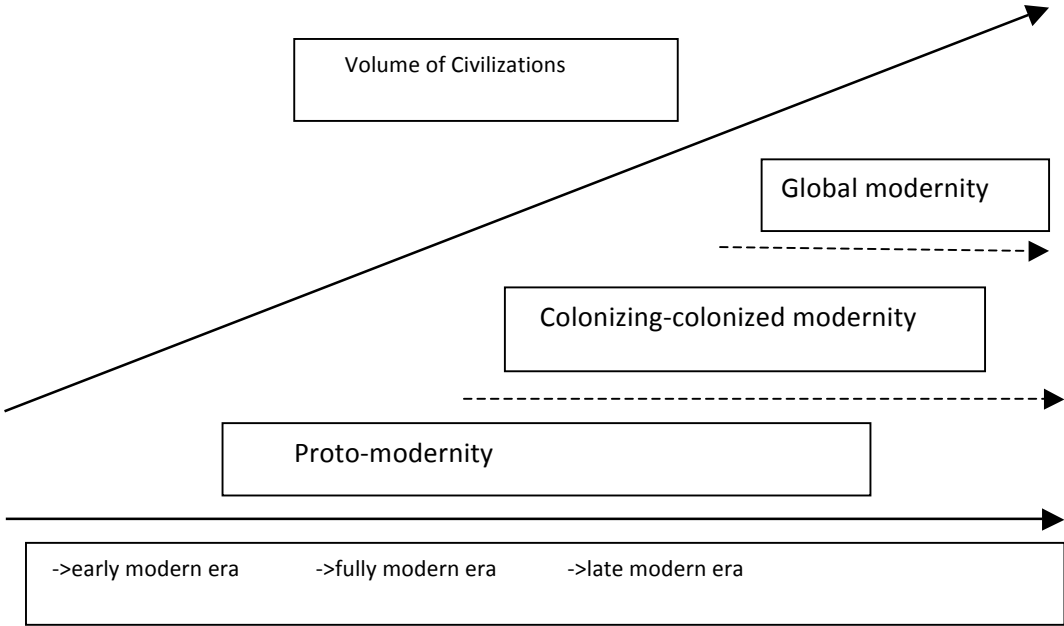 Volume of Civilizations
Global modernity
Colonizing-colonized modernity
Proto-modernity
->early modern era ->fully modern era ->late modern era